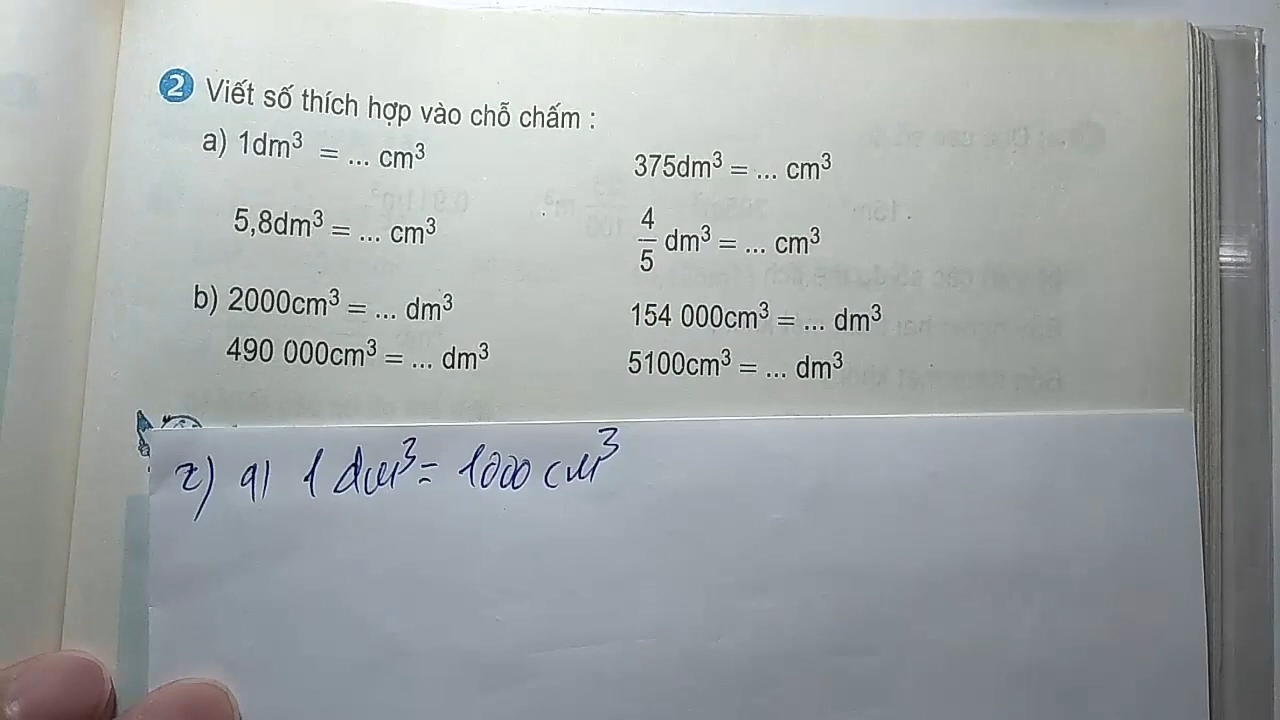 2 Viết số thích hợp vào chỗ chấm :
a) 1dm³ = ... cm³ 375dm³ = ... cm³
5,8dm³ = ... cm³ 4/5 dm³ = ... cm³
b) 2000cm³ = ... dm³ 154 000cm³ = ... dm³
490 000cm³ = ... dm³ 5100cm³ = ... dm³
2) a) 1 dm³ = 1000 cm³